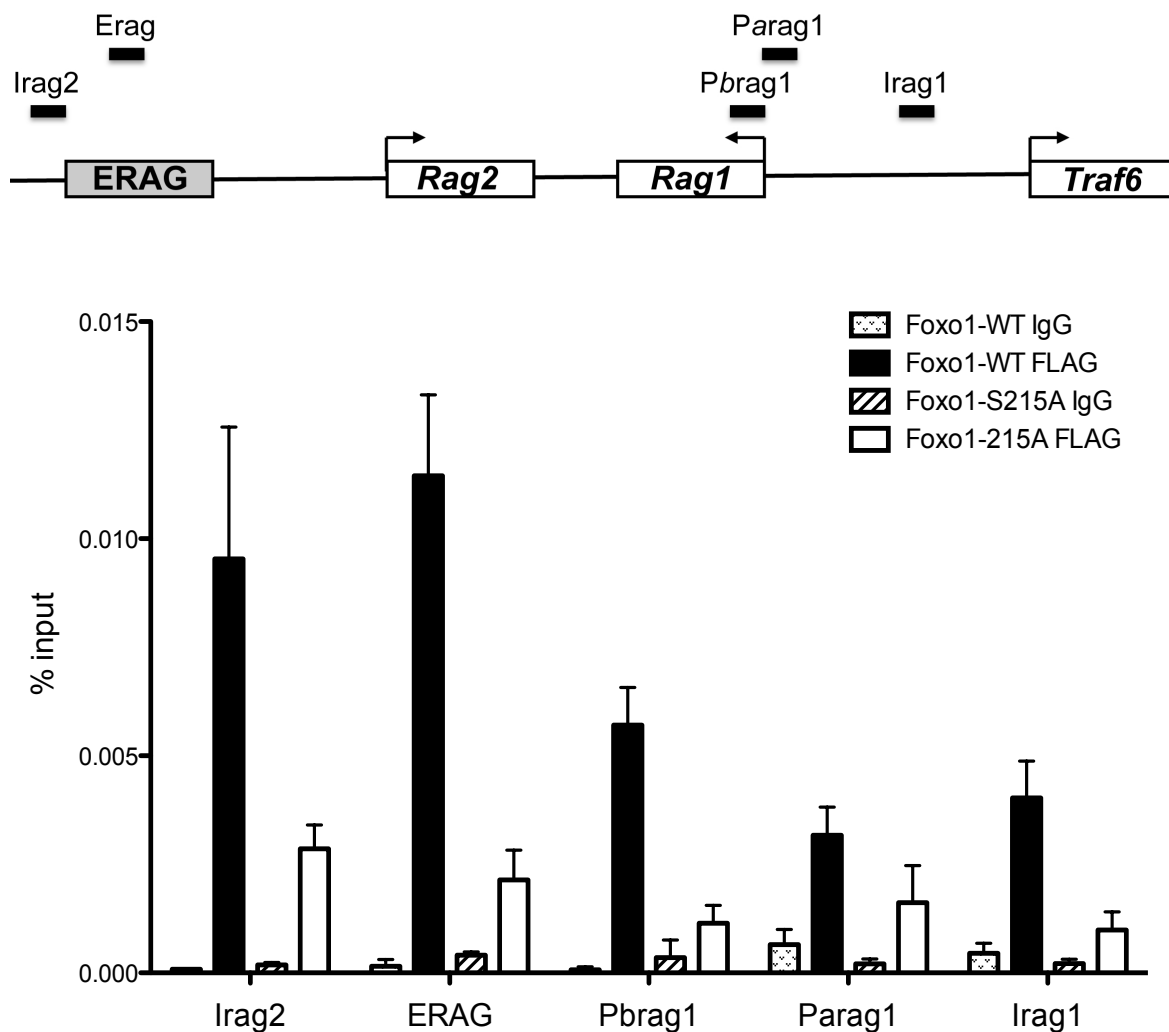 Erag
Parag1
Irag2
Pbrag1
Irag1
ERAG
Rag2
Rag1
Traf6
0.015
Foxo1-WT IgG
Foxo1-WT FLAG
Foxo1-S215A IgG
Foxo1-215A FLAG
0.010
% input
0.005
0.000
Irag2
ERAG
Pbrag1
Parag1
Irag1